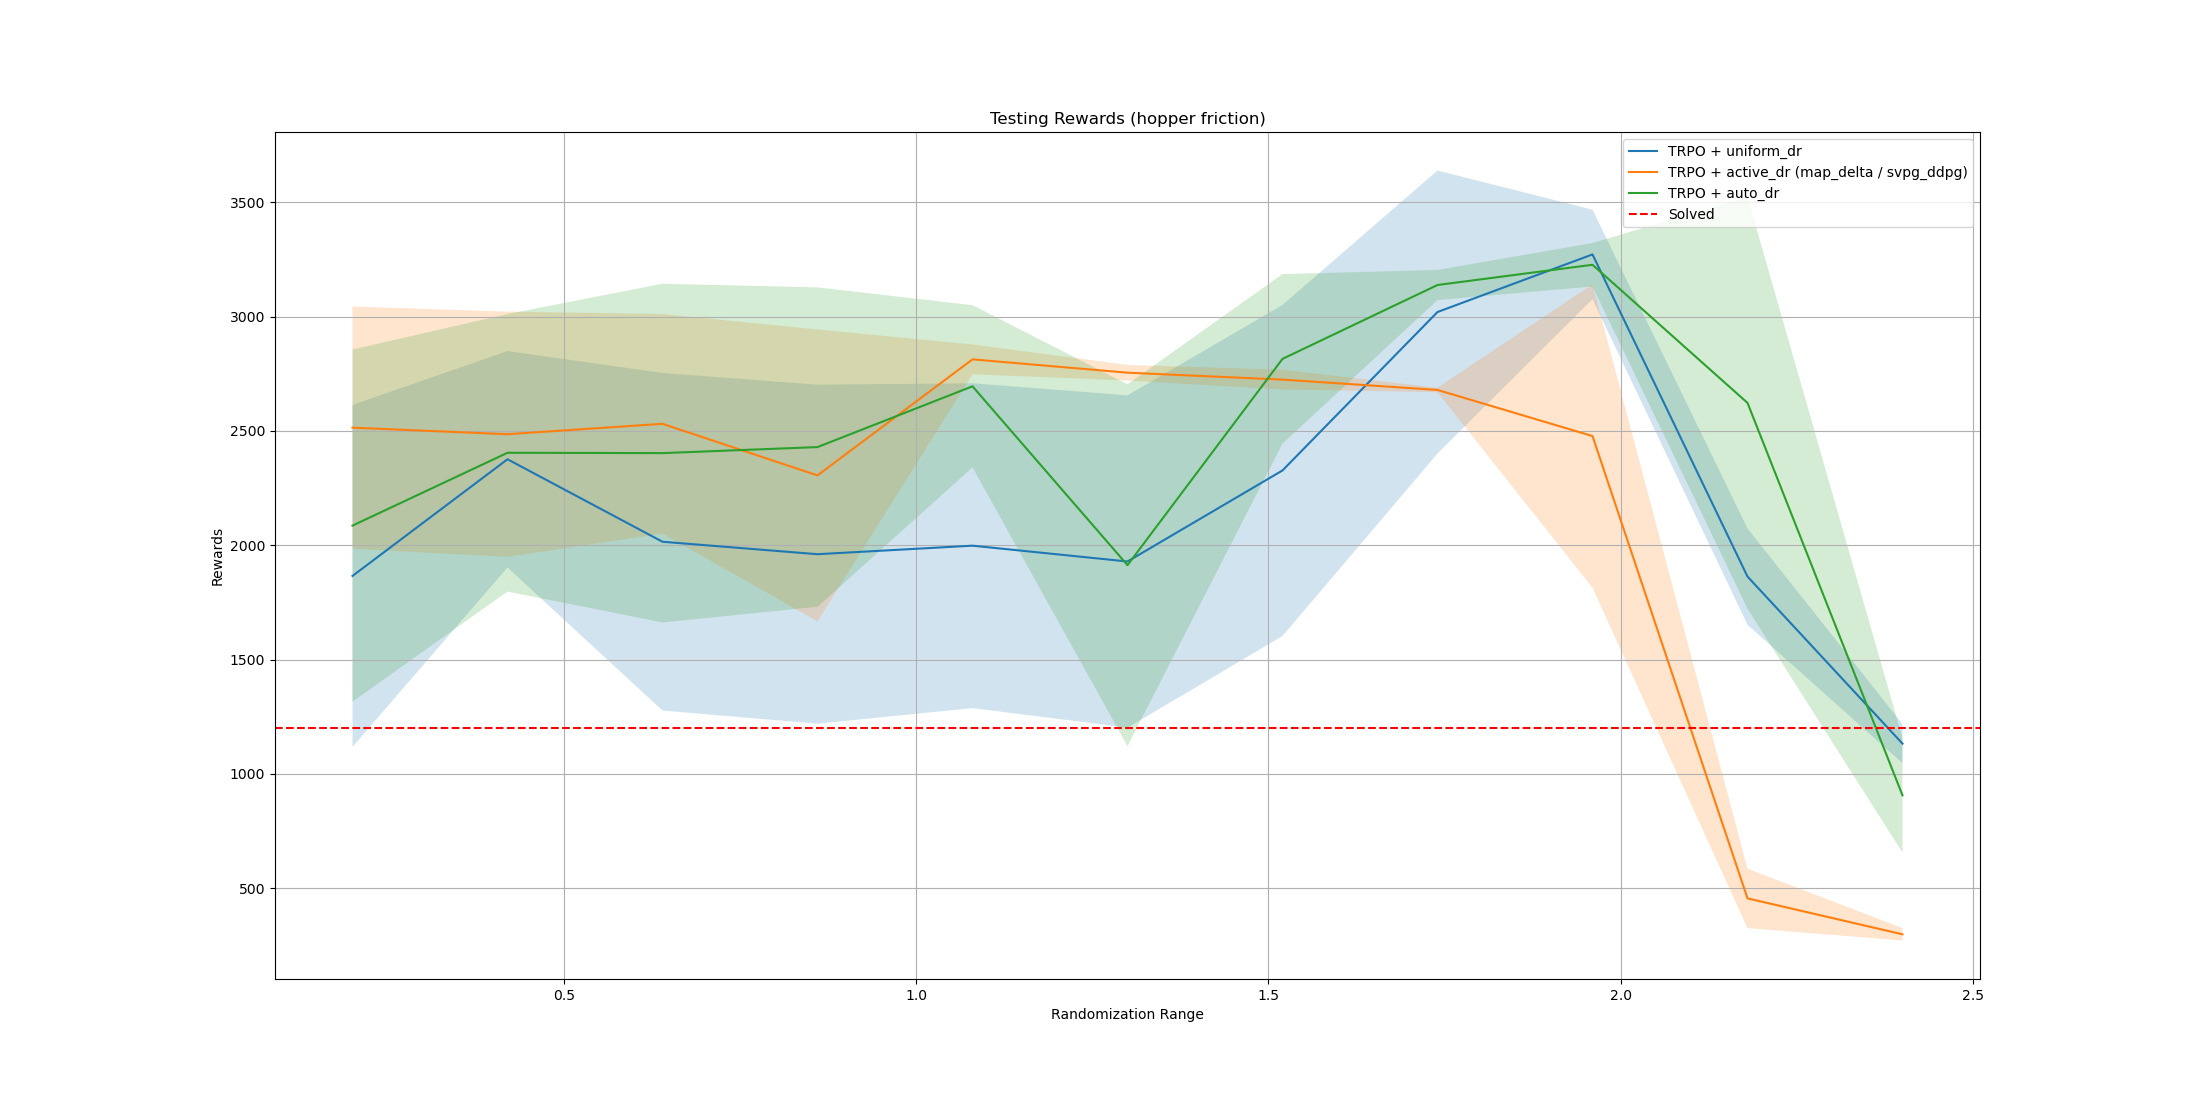 Testing Rewards (hopper friction)
TRPO + uniform_dr
TRPO + active_dr (map_delta / svpg_ddpg)
TRPO + auto_dr
Solved
3500
3000
2500
2000
1500
1000
500
Rewards
0.5 1.0 1.5 2.0 2.5
Randomization Range